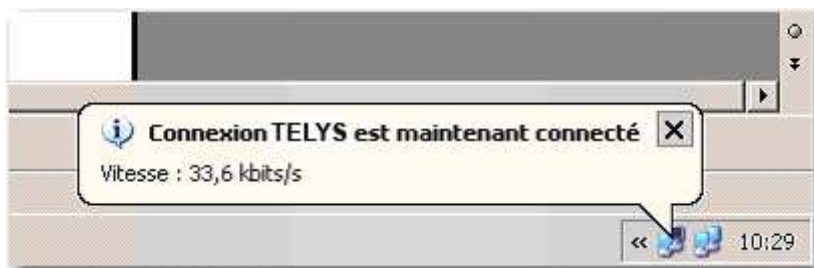 Connexion TELYS est maintenant connecté
Vitesse : 33,6 kbits/s
« 10:29